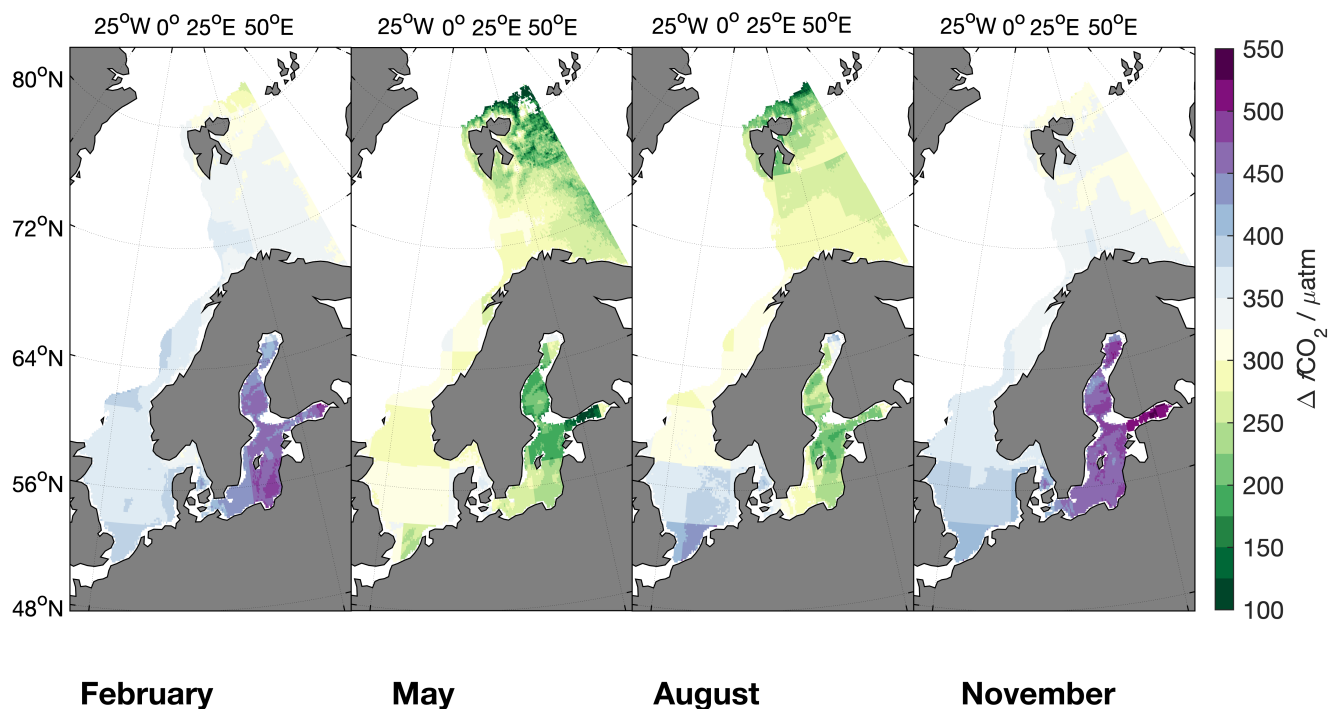 25°W 0° 25°E 50°E 25°W 0° 25°E 50°E 25°W 0° 25°E 50°E 25°W 0° 25°E 50°E
80°N
72°N
64°N
56°N
48°N
550
500
450
400
350
300
250
200
150
100
Δ fCO₂ / μatm
February May August November